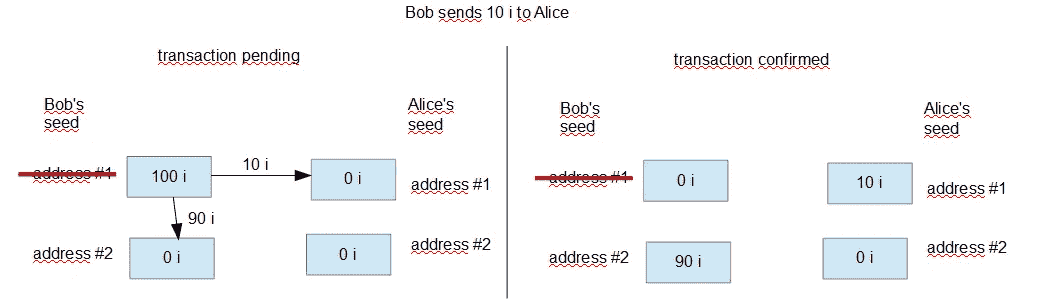 Bob sends 10 i to Alice
transaction pending
Bob's
seed
Alice's
seed
address #1
100 i
10 i
0 i
address #1
90 i
address #2
0 i
0 i
address #2
transaction confirmed
Bob's
seed
Alice's
seed
address #1
0 i
10 i
address #1
address #2
90 i
0 i
address #2